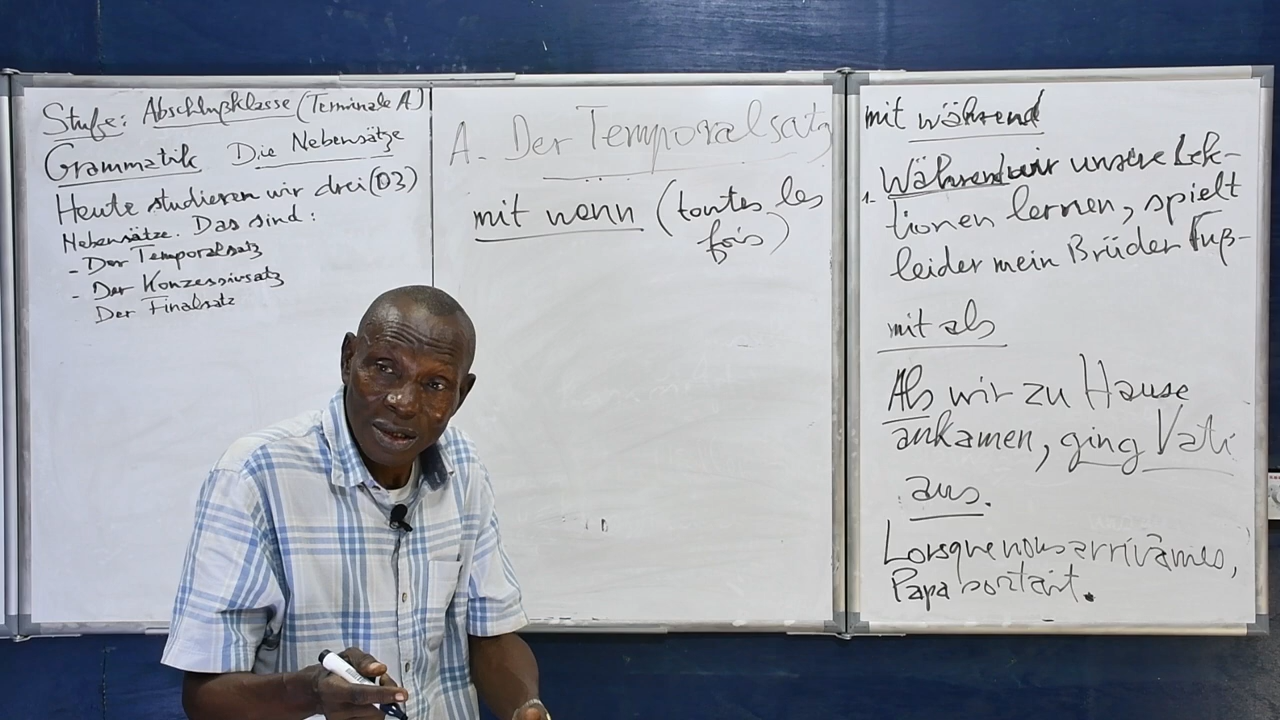 Stufe: Abschlußklasse (Terminale A)
Grammatik Die Nebensätze
Heute studieren wir drei (03)
Nebensätze. Das sind:
- Der Temporalsatz
- Der Konzessivsatz
Der Finalsatz
A. Der Temporalsatz
mit wenn (toutes les
fois)
mit während
1. Während wir unsere Lek-
tionen lernen, spielt
leider mein Brüder Fuß-
mit als
Als wir zu Hause
ankamen, ging Vati
aus.
Lorsque nous arrivâmes,
Papa sortait.